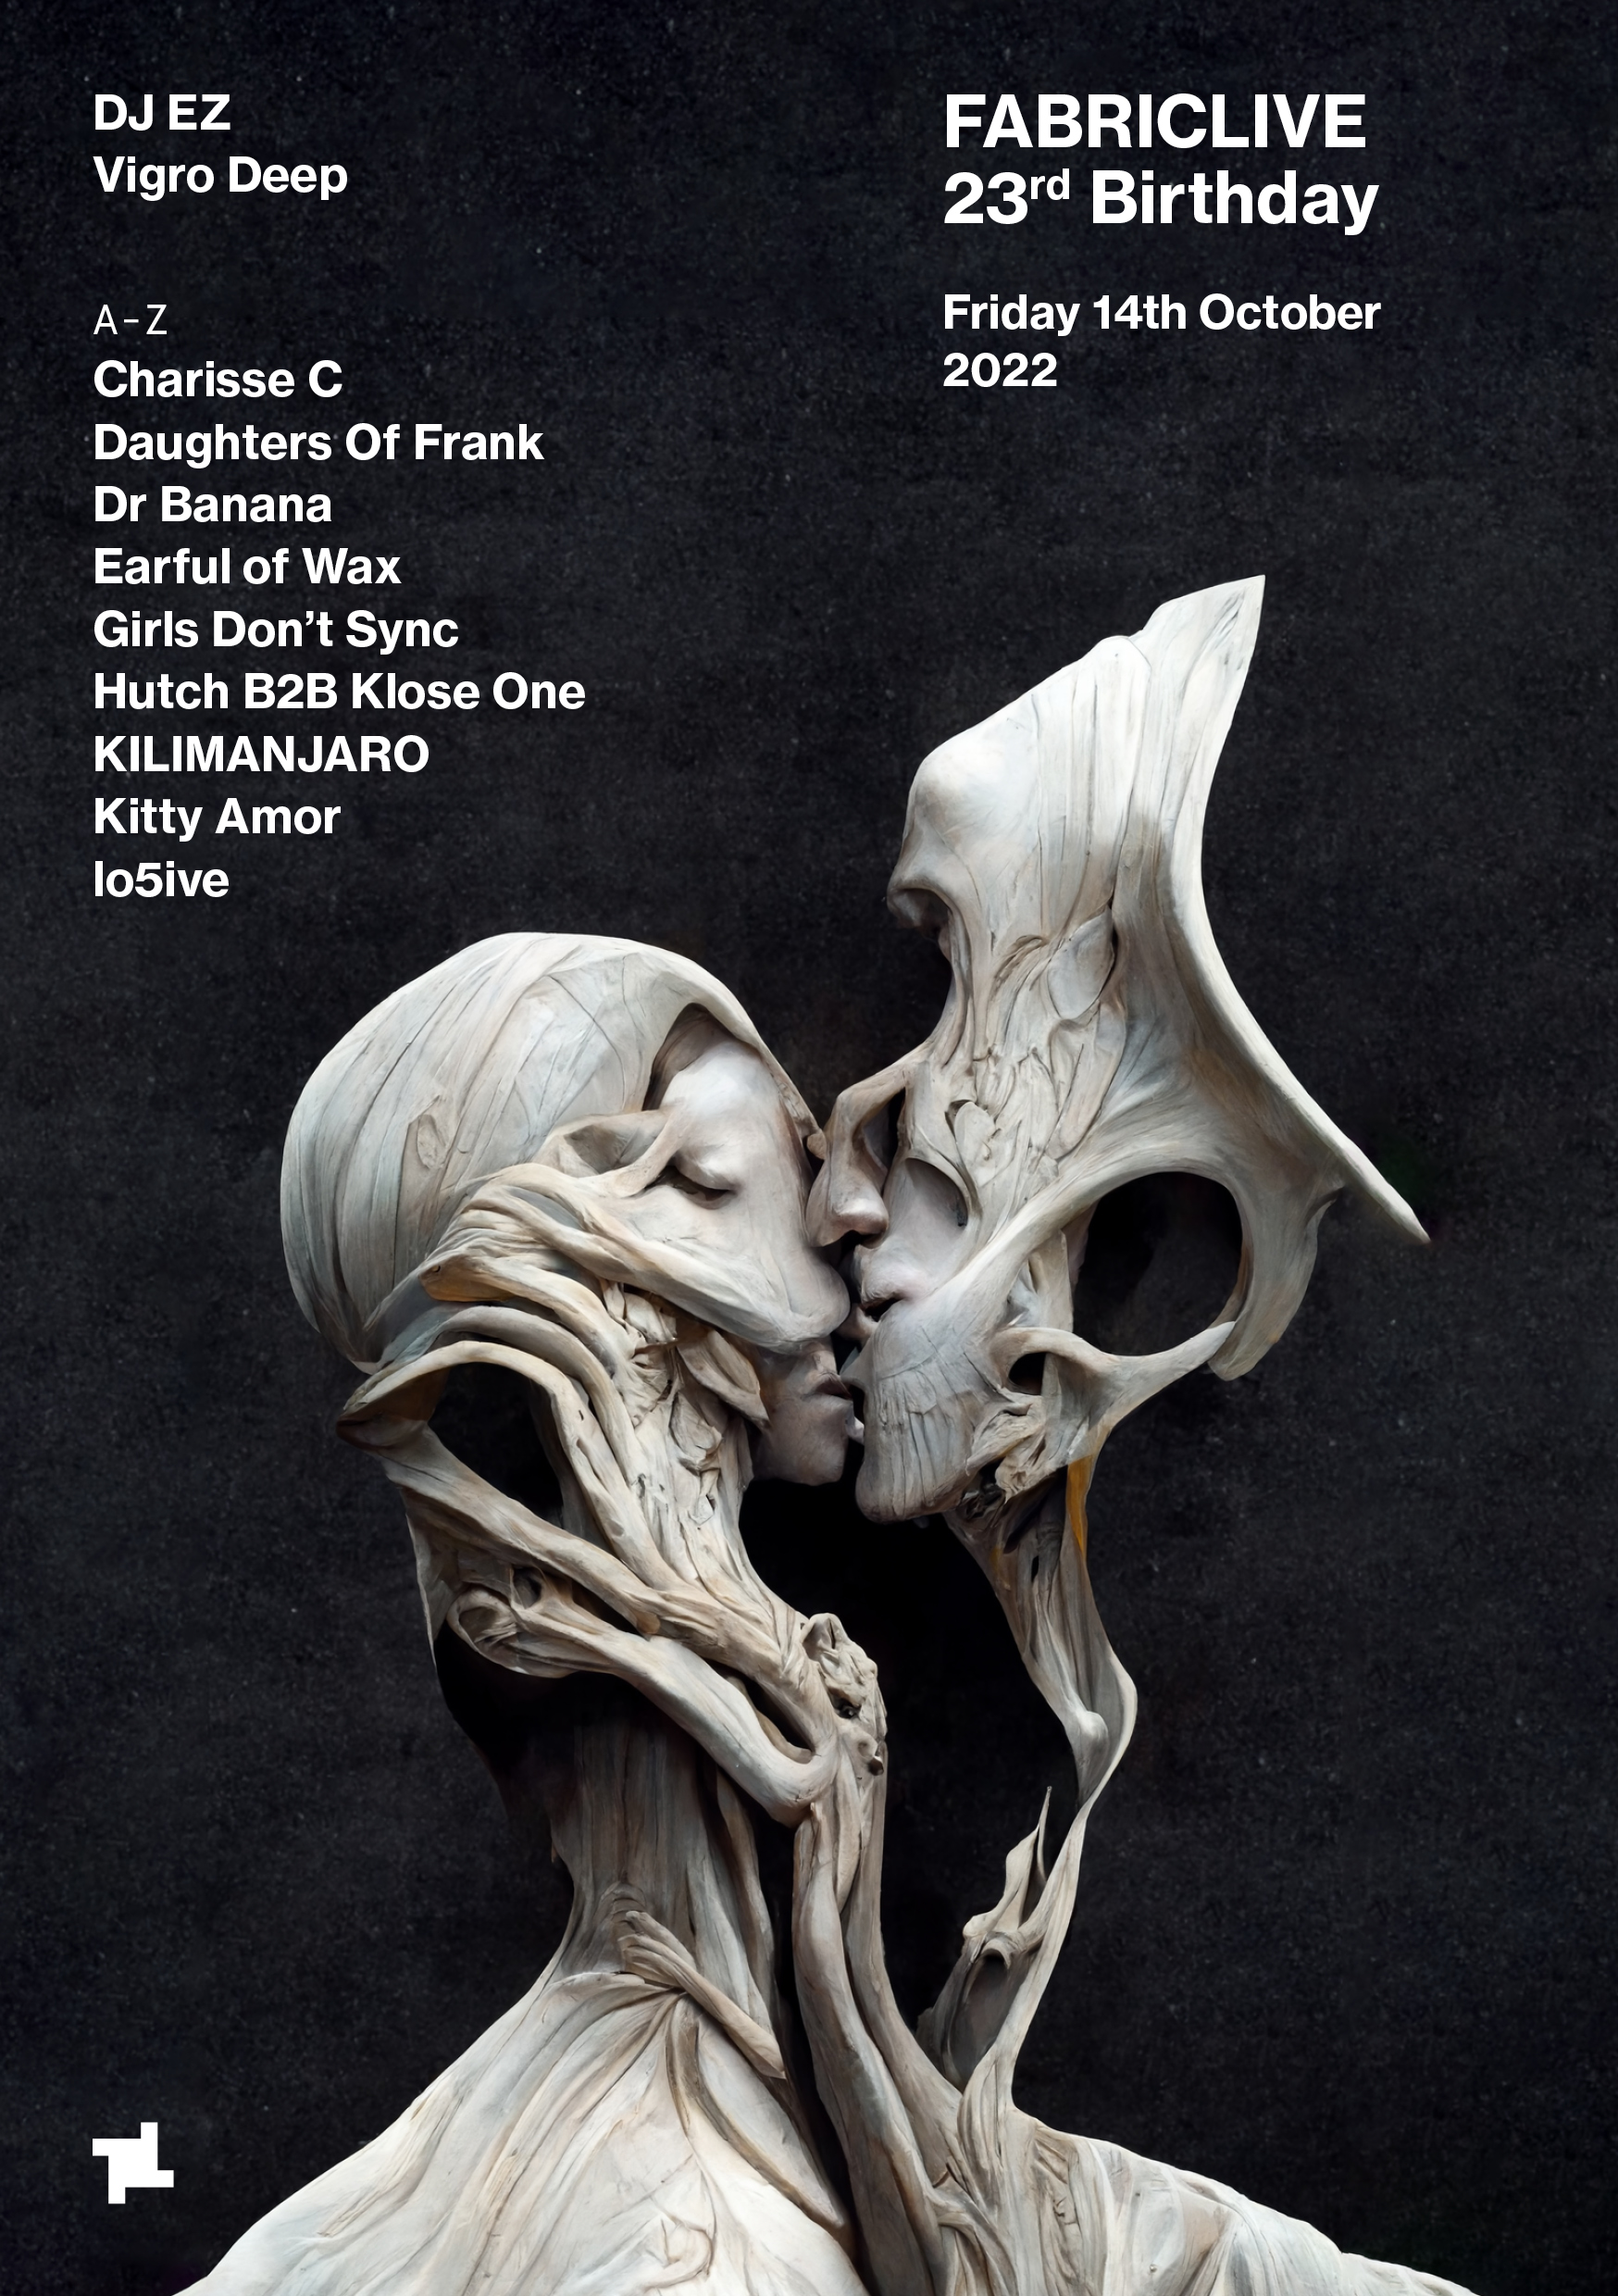 DJ EZ
Vigro Deep
A-Z
Charisse C
Daughters Of Frank
Dr Banana
Earful of Wax
Girls Don’t Sync
Hutch B2B Klose One
KILIMANJARO
Kitty Amor
lo5ive
FABRICLIVE
23rd Birthday
Friday 14th October
2022